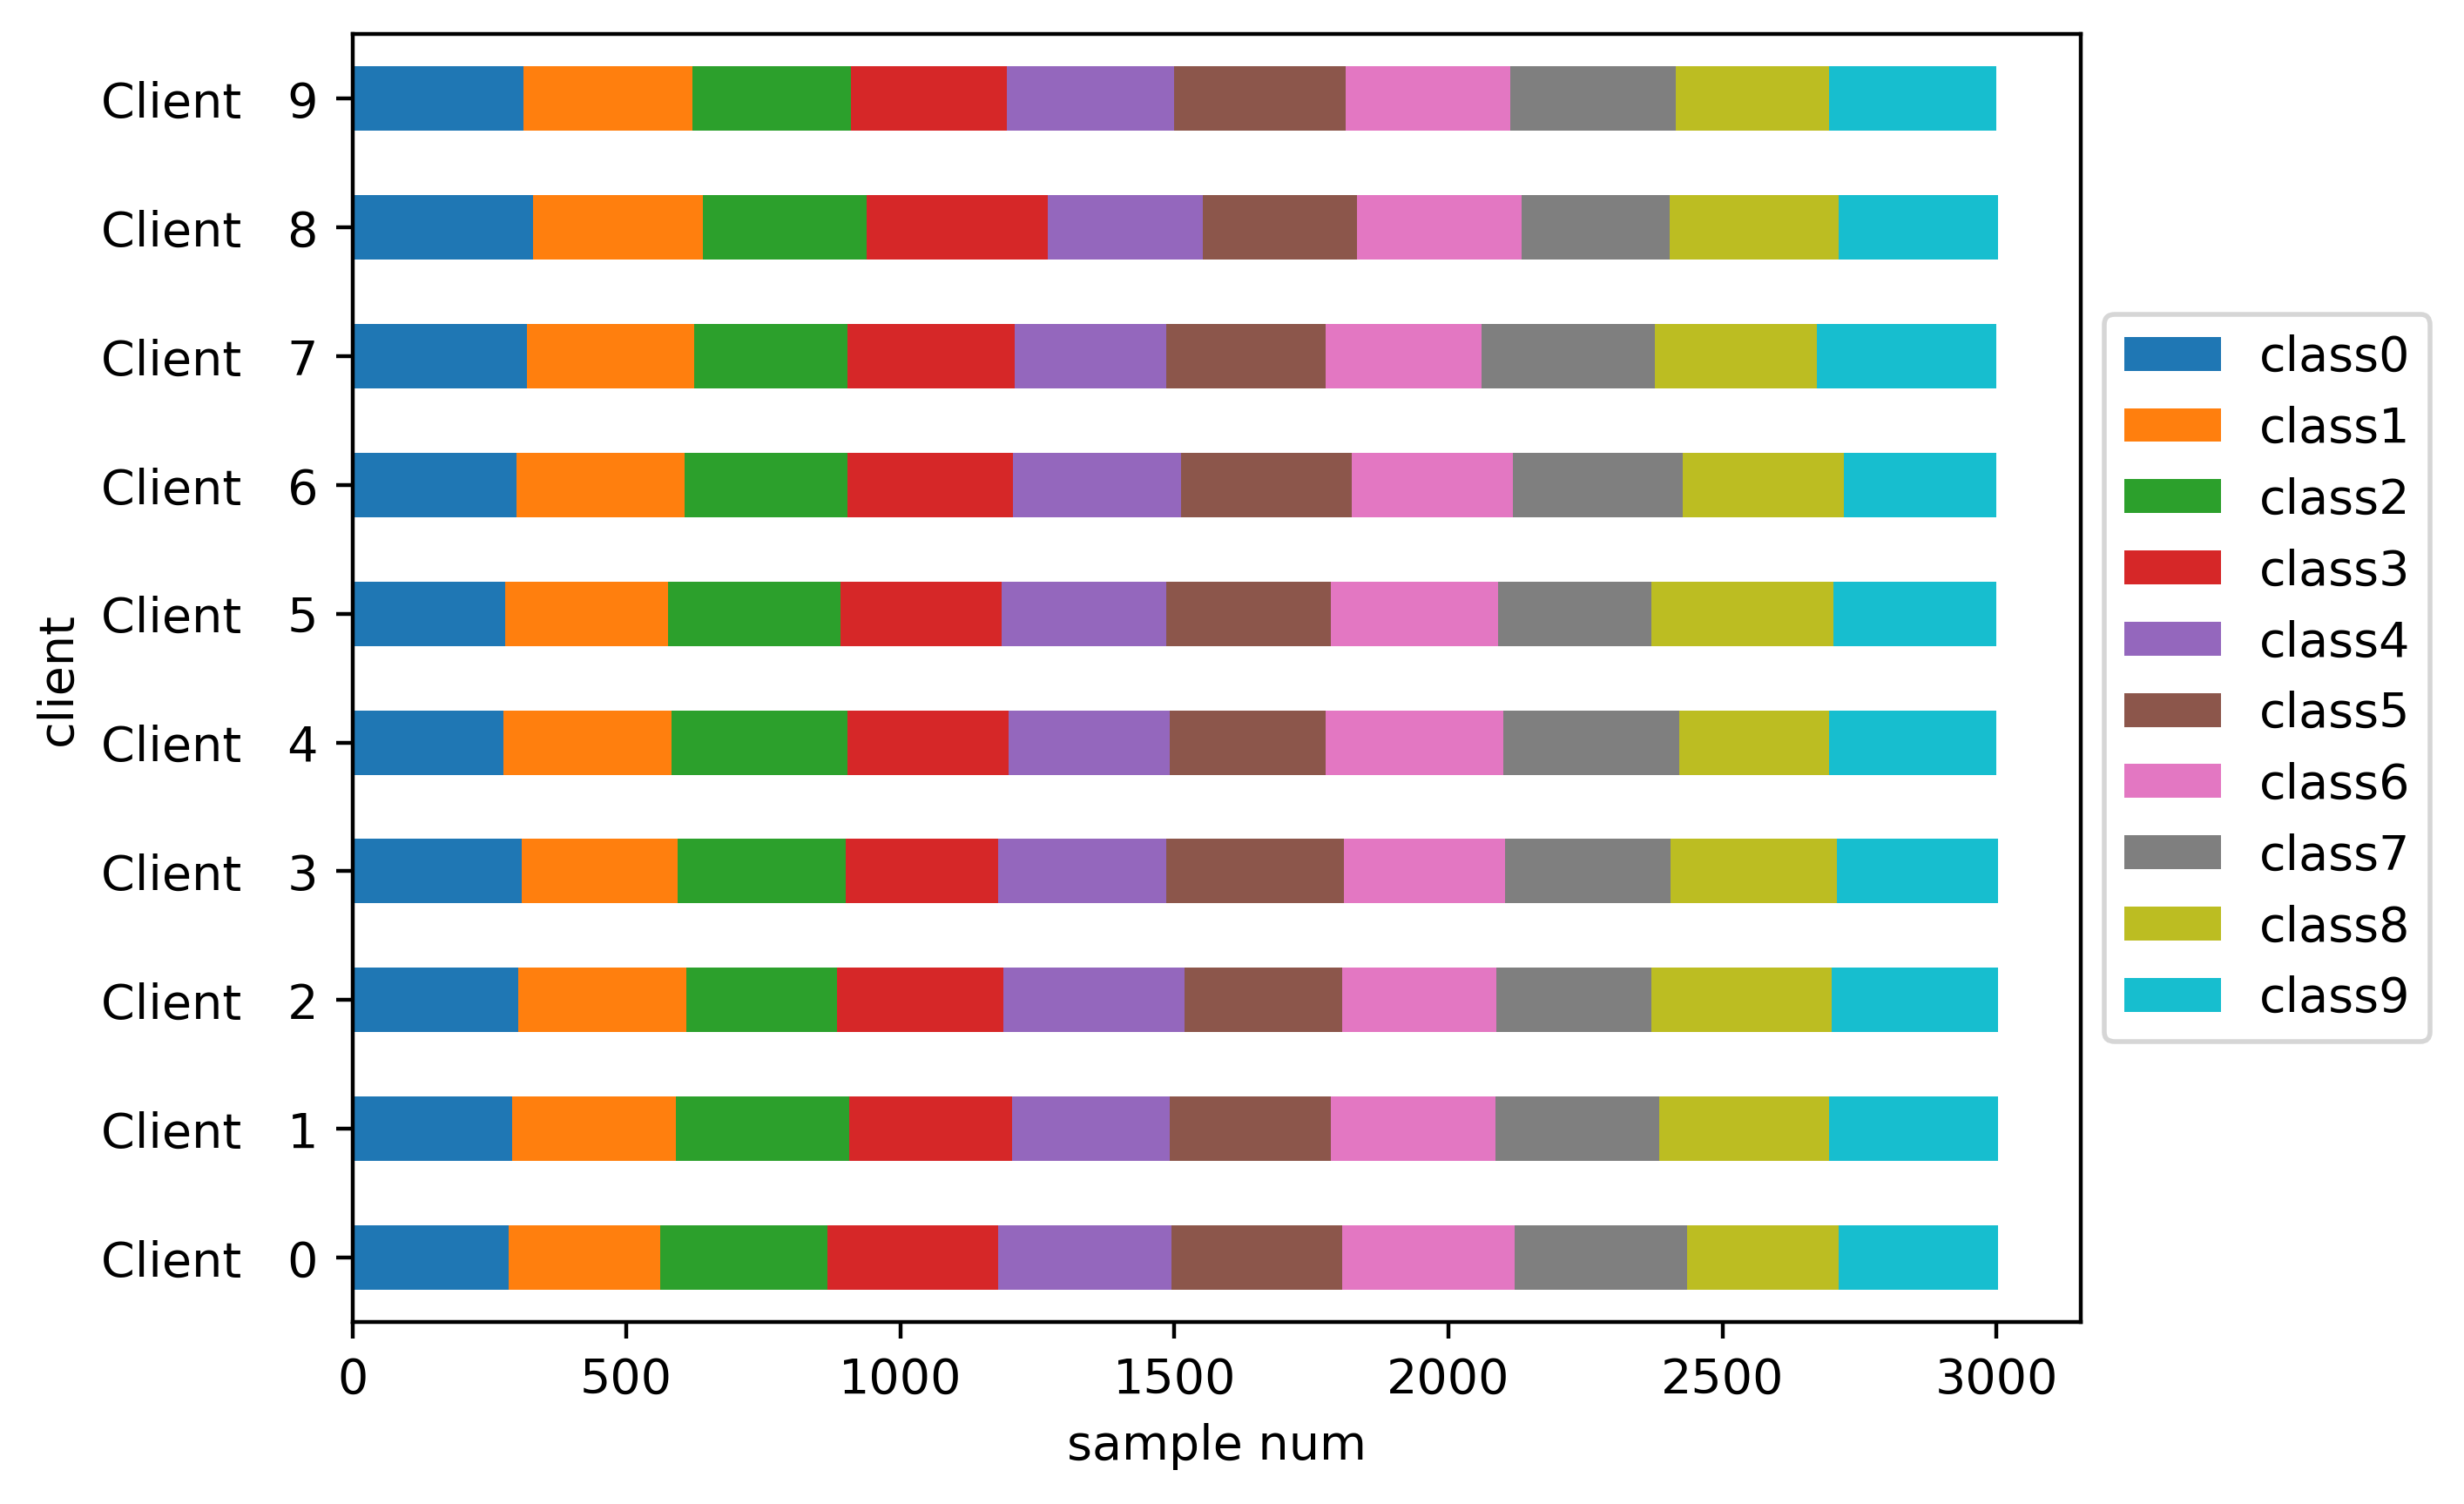 client
Client 9
Client 8
Client 7
Client 6
Client 5
Client 4
Client 3
Client 2
Client 1
Client 0
0 500 1000 1500 2000 2500 3000
sample num
class0
class1
class2
class3
class4
class5
class6
class7
class8
class9